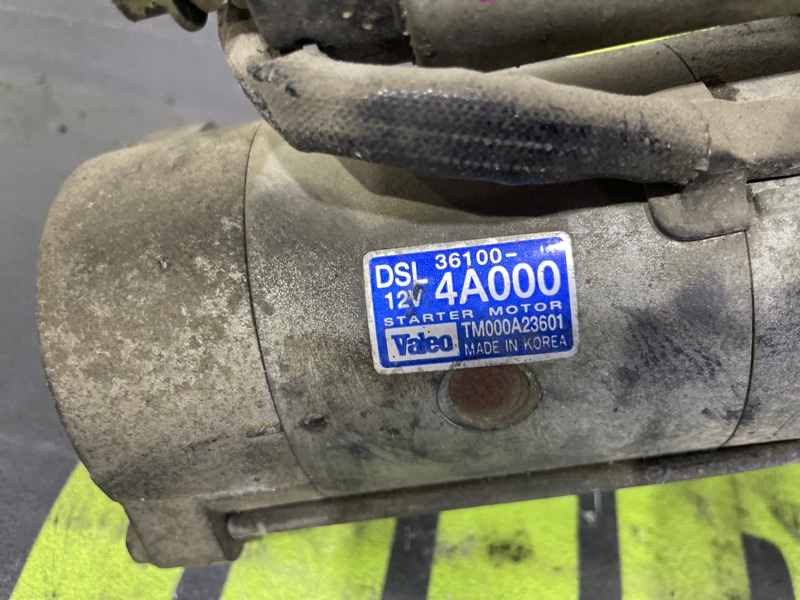 DSL 36100-
12V 4A000
STARTER MOTOR
Valeo TM000A23601
MADE IN KOREA